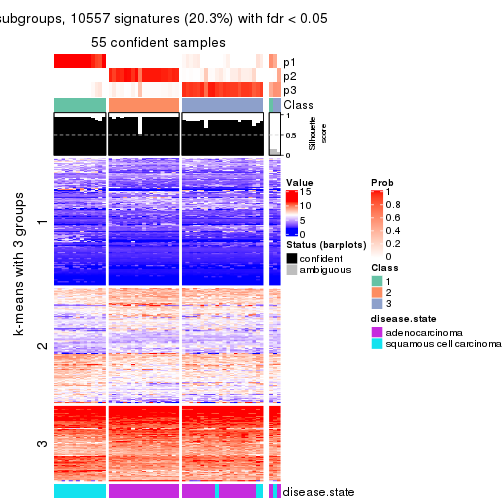 subgroups, 10557 signatures (20.3%) with fdr < 0.05
55 confident samples
p1
p2
p3
Class
1
0.5
0
Silhouette
score
k-means with 3 groups
1
2
3
Value
15
10
5
0
Status (barplots)
confident
ambiguous
Prob
1
0.8
0.6
0.4
0.2
0
Class
1
2
3
disease.state
adenocarcinoma
squamous cell carcinoma
disease.state